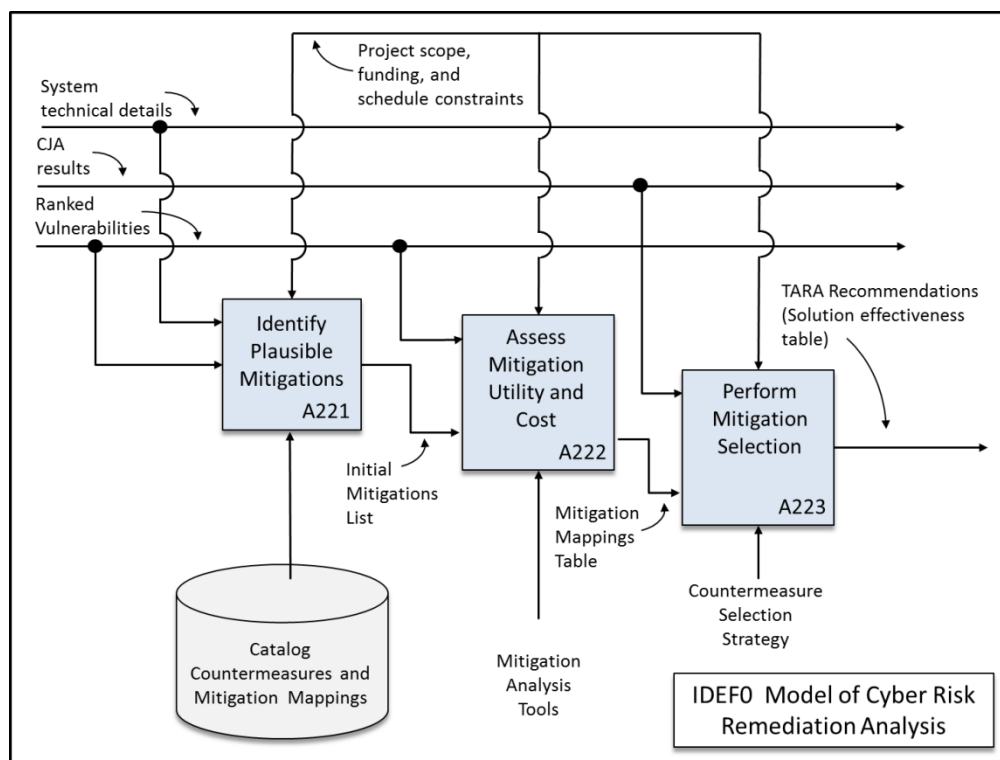 Project scope,
funding, and
schedule constraints
System
technical details
CJA
results
Ranked
Vulnerabilities
TARA Recommendations
(Solution effectiveness
table)
Identify
Plausible
Mitigations
A221
Assess
Mitigation
Utility and
Cost
A222
Perform
Mitigation
Selection
A223
Initial
Mitigations
List
Mitigation
Mappings
Table
Catalog
Countermeasures and
Mitigation Mappings
Mitigation
Analysis
Tools
Countermeasure
Selection
Strategy
IDEF0 Model of Cyber Risk
Remediation Analysis